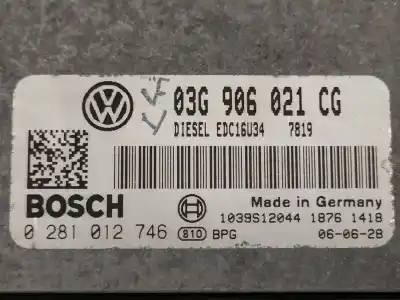 03G 906 021 CG
DIESEL EDC16U34 7819
BOSCH
Made in Germany
1039S12044 1876 1418
0 281 012 746 810 BPG 06-06-28